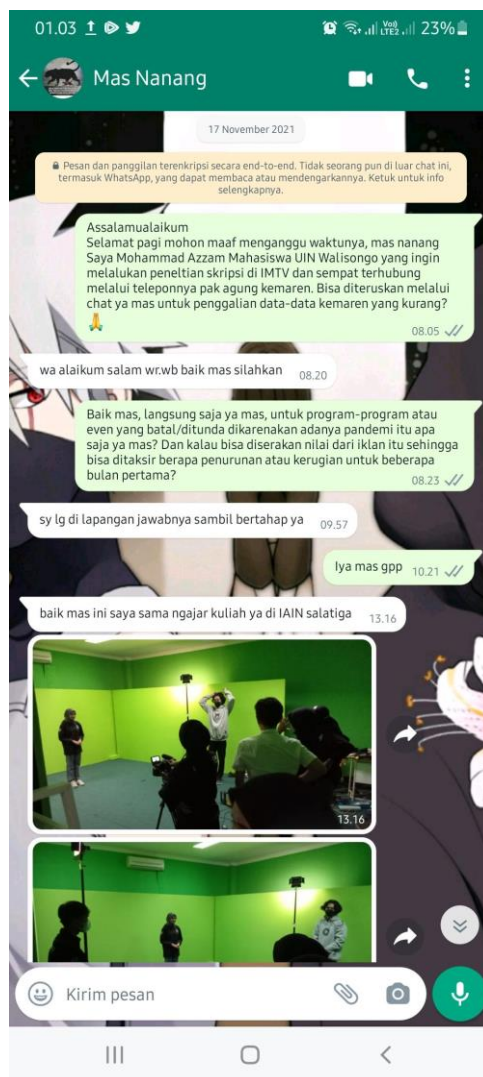 01.03
VoB
LTE2
23%
Mas Nanang
17 November 2021
Pesan dan panggilan terenkripsi secara end-to-end. Tidak seorang pun di luar chat ini,
termasuk WhatsApp, yang dapat membaca atau mendengarkannya. Ketuk untuk info
selengkapnya.
Assalamualaikum
Selamat pagi mohon maaf menganggu waktunya, mas nanang
Saya Mohammad Azzam Mahasiswa UIN Walisongo yang ingin
melalukan peneltian skripsi di IMTV dan sempat terhubung
melalui teleponnya pak agung kemaren. Bisa diteruskan melalui
chat ya mas untuk penggalian data-data kemaren yang kurang?
🙏
08.05
wa alaikum salam wr.wb baik mas silahkan
08.20
Baik mas, langsung saja ya mas, untuk program-program atau
even yang batal/ditunda dikarenakan adanya pandemi itu apa
saja ya mas? Dan kalau bisa diserakan nilai dari iklan itu sehingga
bisa ditaksir berapa penurunan atau kerugian untuk beberapa
bulan pertama?
08.23
sy lg di lapangan jawabnya sambil bertahap ya
09.57
Iya mas gpp
10.21
baik mas ini saya sama ngajar kuliah ya di IAIN salatiga
13.16
13.16
Kirim pesan